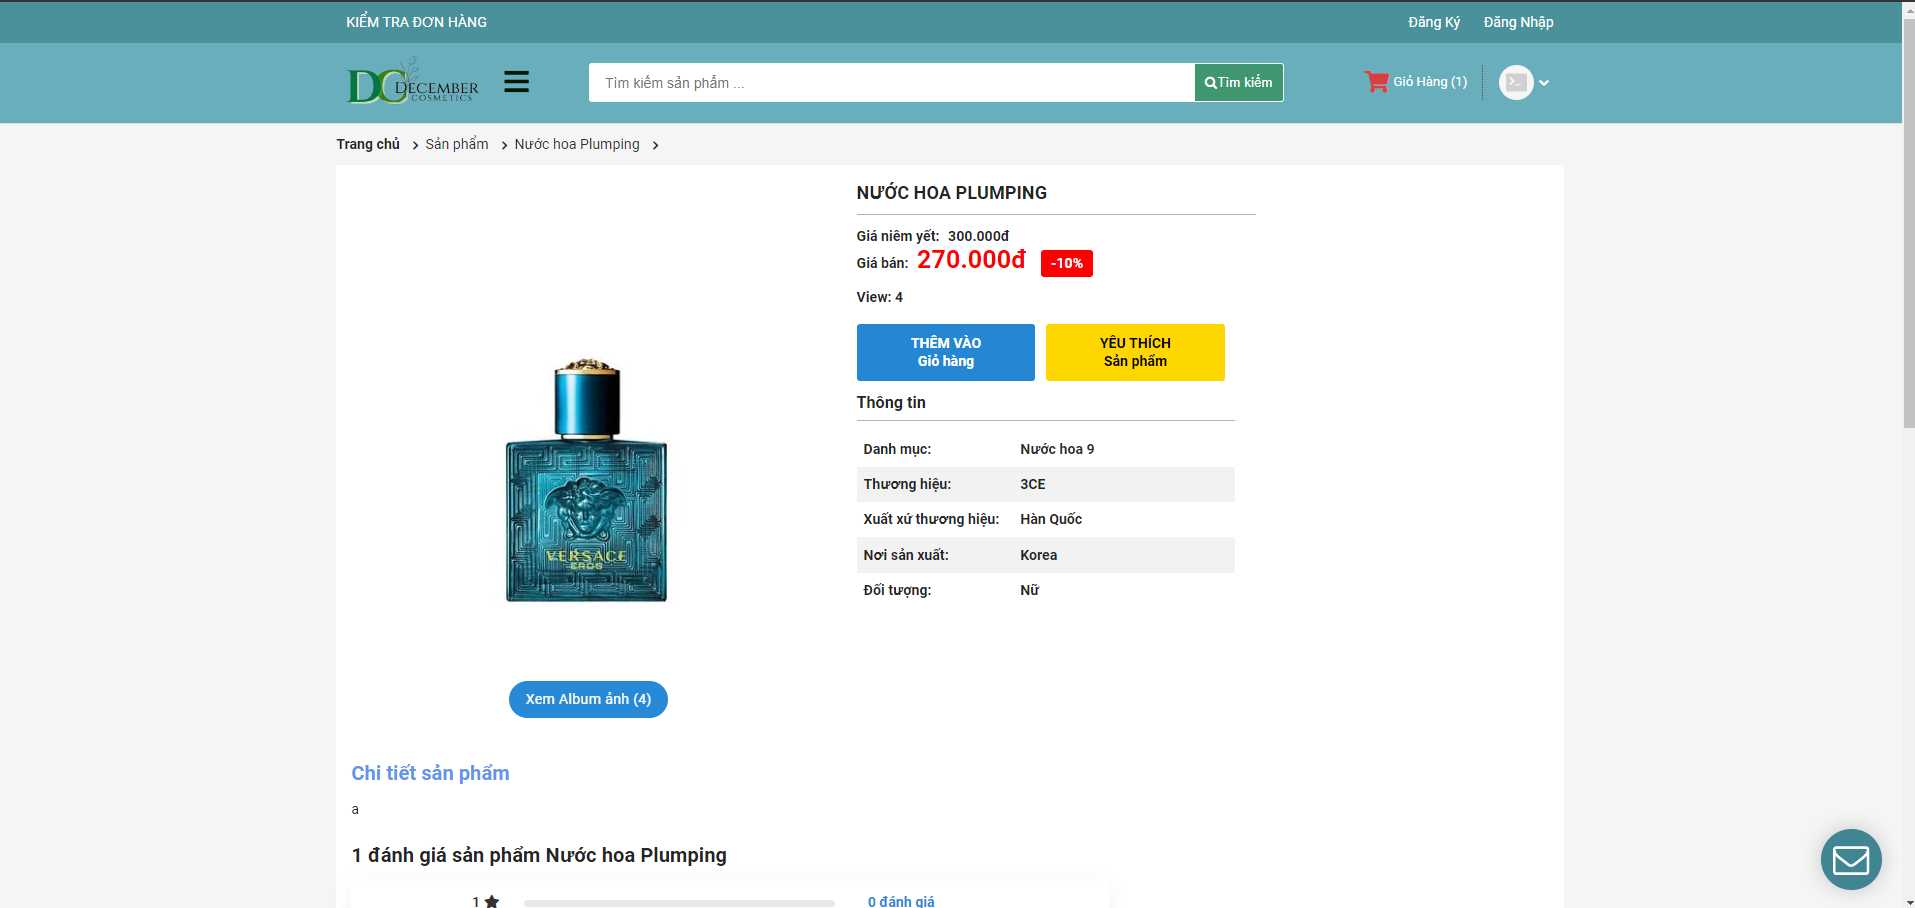 KIỂM TRA ĐƠN HÀNG
Đăng Ký Đăng Nhập
DC DECEMBER
COSMETICS
Tìm kiếm sản phẩm ...
Tìm kiếm
Giỏ Hàng (1)
Trang chủ > Sản phẩm > Nước hoa Plumping >
NƯỚC HOA PLUMPING
Giá niêm yết: 300.000đ
Giá bán: 270.000đ -10%
View: 4
THÊM VÀO
Giỏ hàng
YÊU THÍCH
Sản phẩm
Thông tin
Danh mục: Nước hoa 9
Thương hiệu: 3CE
Xuất xứ thương hiệu: Hàn Quốc
Nơi sản xuất: Korea
Đối tượng: Nữ
VERSACE
EROS
Xem Album ảnh (4)
Chi tiết sản phẩm
a
1 đánh giá sản phẩm Nước hoa Plumping
1 0 đánh giá